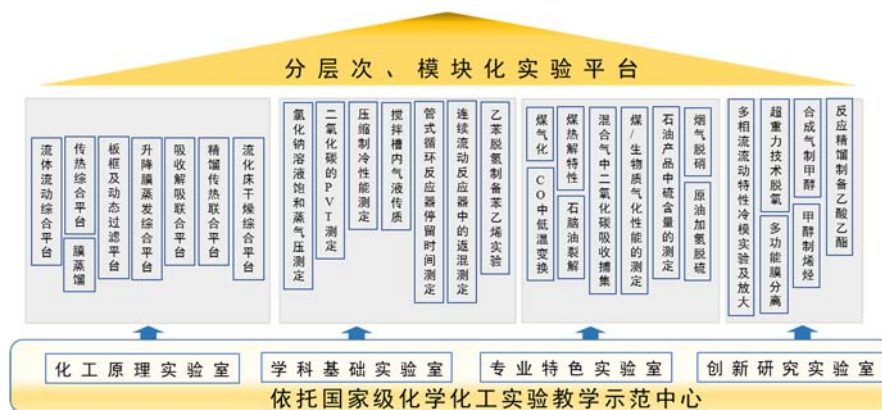 分层次、模块化实验平台
流体流动综合平台
传热综合平台
膜蒸馏
板框及动态过滤平台
升降膜蒸发综合平台
吸收解吸联合平台
精馏传热联合平台
流化床干燥综合平台
氯化钠溶液饱和蒸气压测定
二氧化碳的PVT测定
压缩制冷性能测定
搅拌槽内气液传质
管式循环反应器停留时间测定
连续流动反应器中的返混测定
乙苯脱氢制备苯乙烯实验
煤气化
CO中低温变换
煤热解特性
石脑油裂解
混合气中二氧化碳吸收捕集
煤/生物质气化性能的测定
石油产品中硫含量的测定
烟气脱硝
原油加氢脱硫
多相流流动特性冷模实验及放大
超重力技术脱氧
多功能膜分离
合成气制甲醇
甲醇制烯烃
反应精馏制备乙酸乙酯
化工原理实验室
学科基础实验室
专业特色实验室
创新研究实验室
依托国家级化学化工实验教学示范中心